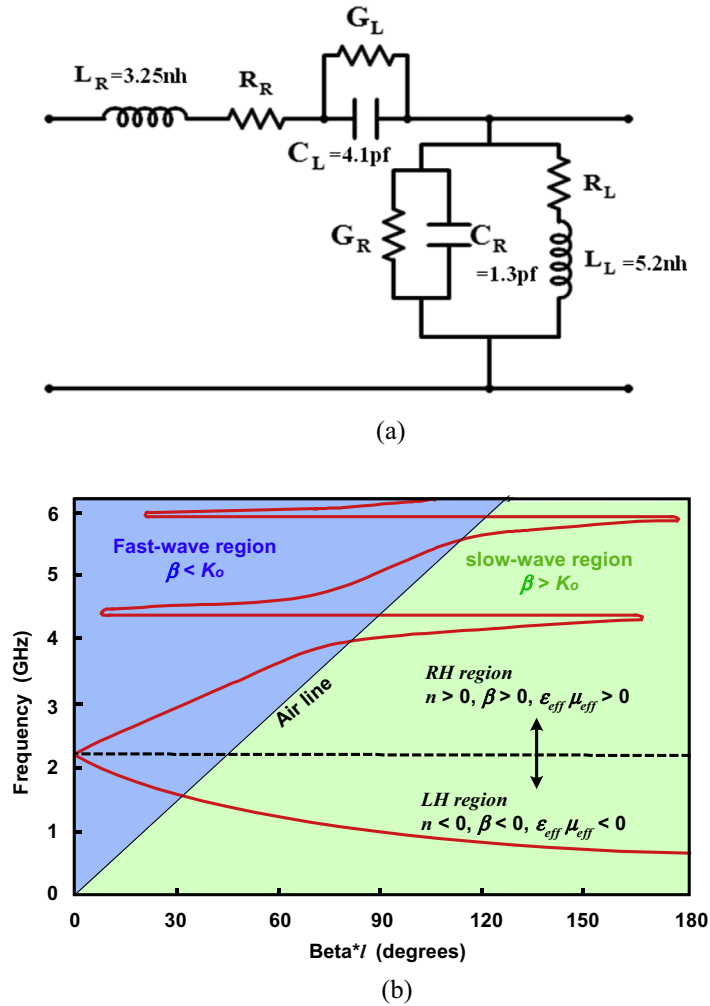 G_L
L_R=3.25nh
R_R
C_L=4.1pf
R_L
G_R
C_R
=1.3pf
L_L=5.2nh
(a)
6
5
4
3
2
1
0
Frequency (GHz)
Fast-wave region
β < Ko
slow-wave region
β > Ko
Air line
RH region
n > 0, β > 0, ε_eff μ_eff > 0
LH region
n < 0, β < 0, ε_eff μ_eff < 0
0 30 60 90 120 150 180
Beta*l (degrees)
(b)